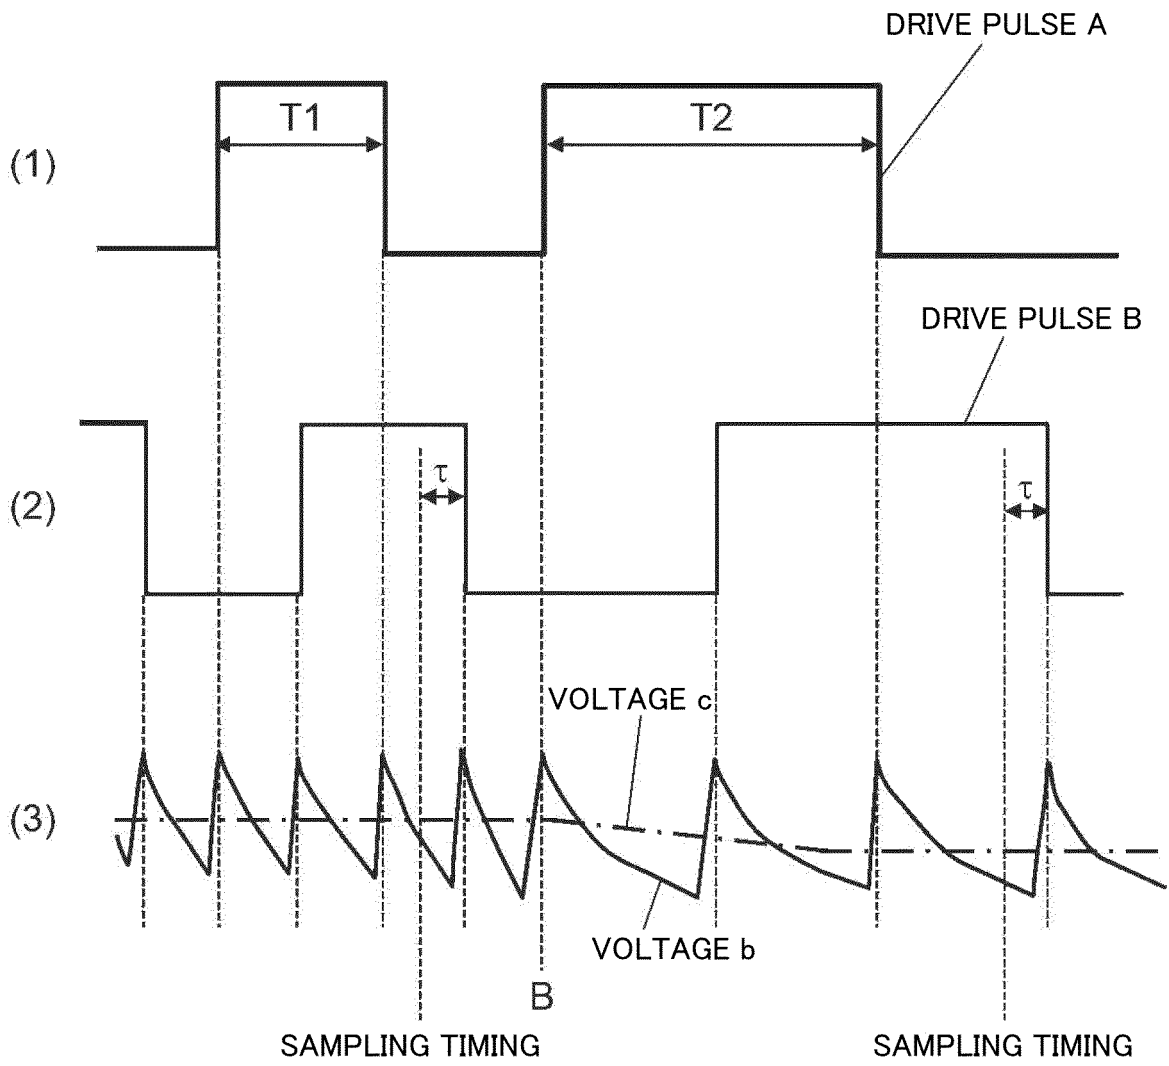 DRIVE PULSE A
T1
T2
(1)
DRIVE PULSE B
τ
τ
(2)
VOLTAGE c
(3)
VOLTAGE b
B
SAMPLING TIMING
SAMPLING TIMING